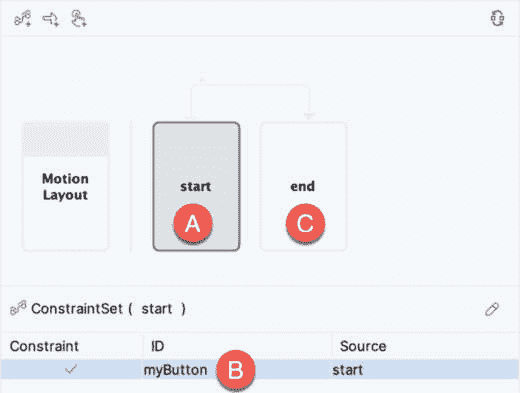 Motion
Layout
start
end
A
C
ConstraintSet ( start )
Constraint ID Source
myButton B start